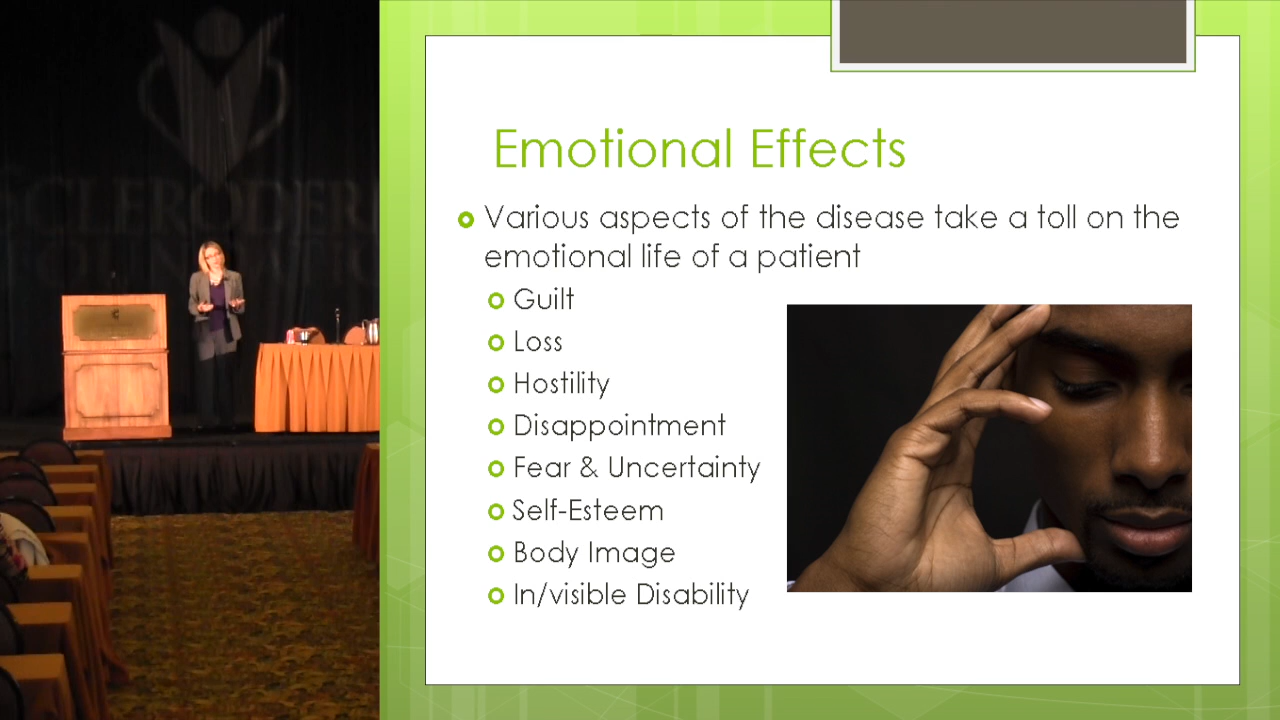 SCLERODER
Emotional Effects
Various aspects of the disease take a toll on the
emotional life of a patient
Guilt
Loss
Hostility
Disappointment
Fear & Uncertainty
Self-Esteem
Body Image
In/visible Disability